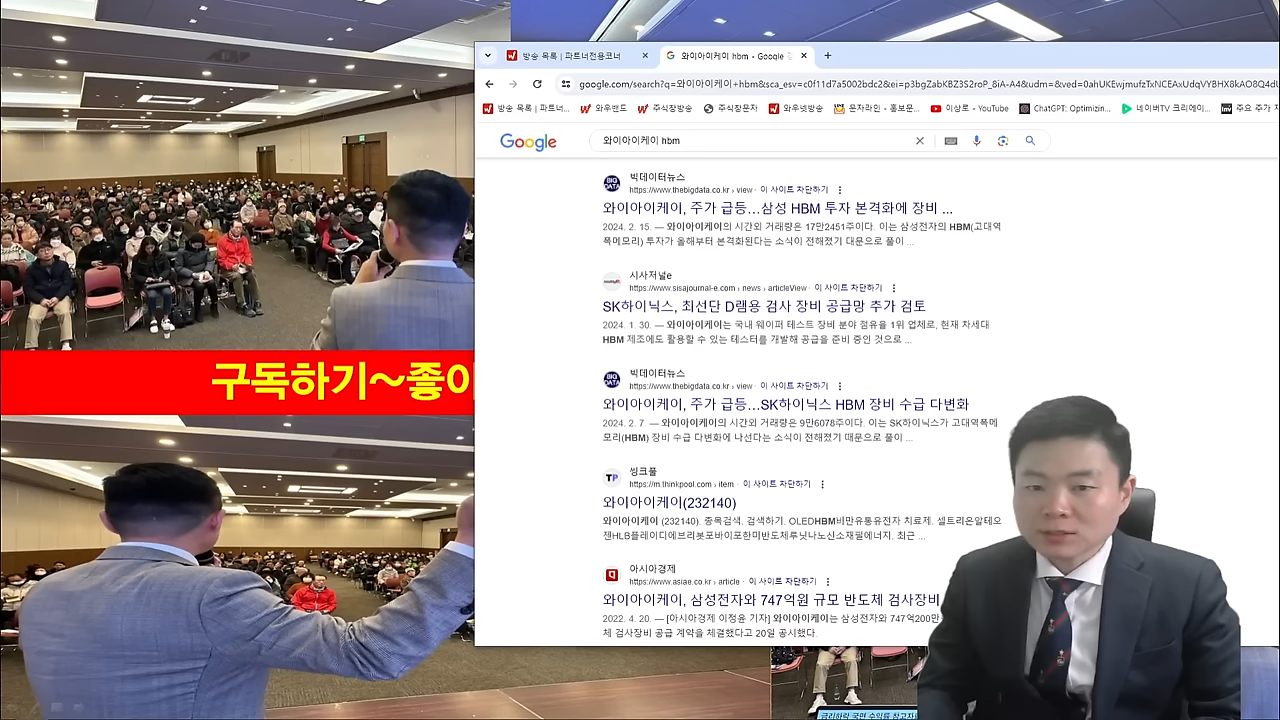 방송 목록 | 파트너전용코너
와이아이케이 hbm - Google
google.com/search?q=와이아이케이+hbm&sca_esv=
방송 목록 | 파트너...
와우밴드
주식창방송
주식창문자
와우넷방송
문자라인 - 홍보문...
이상로 - YouTube
ChatGPT: Optimizin...
네이버TV 크리에이...
Google
와이아이케이 hbm
빅데이터뉴스
https://www.thebigdata.co.kr › view · 이 사이트 차단하기
와이아이케이, 주가 급등...삼성 HBM 투자 본격화에 장비 ...
2024. 2. 15. — 와이아이케이의 시간외 거래량은 17만2451주이다. 이는 삼성전자의 HBM(고대역
폭메모리) 투자가 올해부터 본격화된다는 소식이 전해졌기 대문으로 풀이 ...
시사저널e
https://www.sisajournal-e.com › news › articleView · 이 사이트 차단하기
SK하이닉스, 최선단 D램용 검사 장비 공급망 추가 검토
2024. 1. 30. — 와이아이케이는 국내 웨이퍼 테스트 장비 분야 점유율 1위 업체로, 현재 차세대
HBM 제조에도 활용할 수 있는 테스터를 개발해 공급을 준비 중인 것으로 ...
빅데이터뉴스
https://www.thebigdata.co.kr › view · 이 사이트 차단하기
와이아이케이, 주가 급등...SK하이닉스 HBM 장비 수급 다변화
2024. 2. 7. — 와이아이케이의 시간외 거래량은 9만6078주이다. 이는 SK하이닉스가 고대역폭메
모리(HBM) 장비 수급 다변화에 나선다는 소식이 전해졌기 때문으로 풀이 ...
씽크풀
https://m.thinkpool.com › item · 이 사이트 차단하기
와이아이케이(232140)
와이아이케이 (232140). 종목검색. 검색하기. OLEDHBM비만유통유전자 치료제. 셀트리온알테오
젠HLB플레이디에브리봇포바이포한미반도체루닛나노신소재필에너지. 최근 ...
아시아경제
https://www.asiae.co.kr › article · 이 사이트 차단하기
와이아이케이, 삼성전자와 747억원 규모 반도체 검사장비
2022. 4. 20. — [아시아경제 이정윤 기자] 와이아이케이는 삼성전자와 747억200만
체 검사장비 공급 계약을 체결했다고 20일 공시했다.
구독하기~좋아